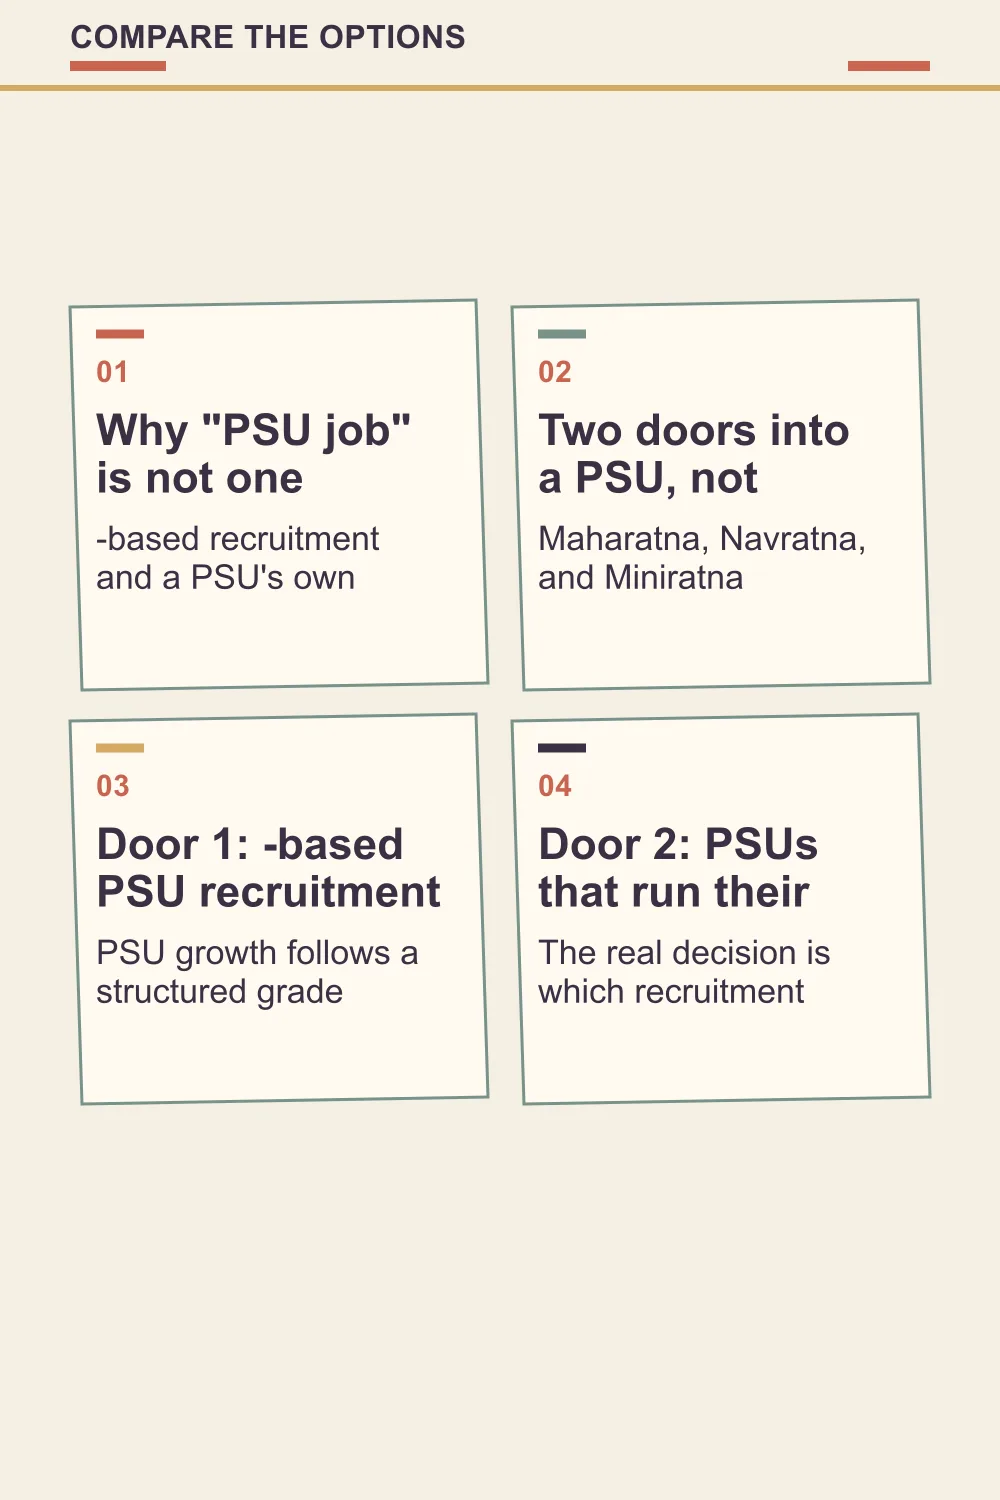 COMPARE THE OPTIONS
01
Why "PSU job"
is not one
-based recruitment
and a PSU's own
02
Two doors into
a PSU, not
Maharatna, Navratna,
and Miniratna
03
Door 1: -based
PSU recruitment
PSU growth follows a
structured grade
04
Door 2: PSUs
that run their
The real decision is
which recruitment